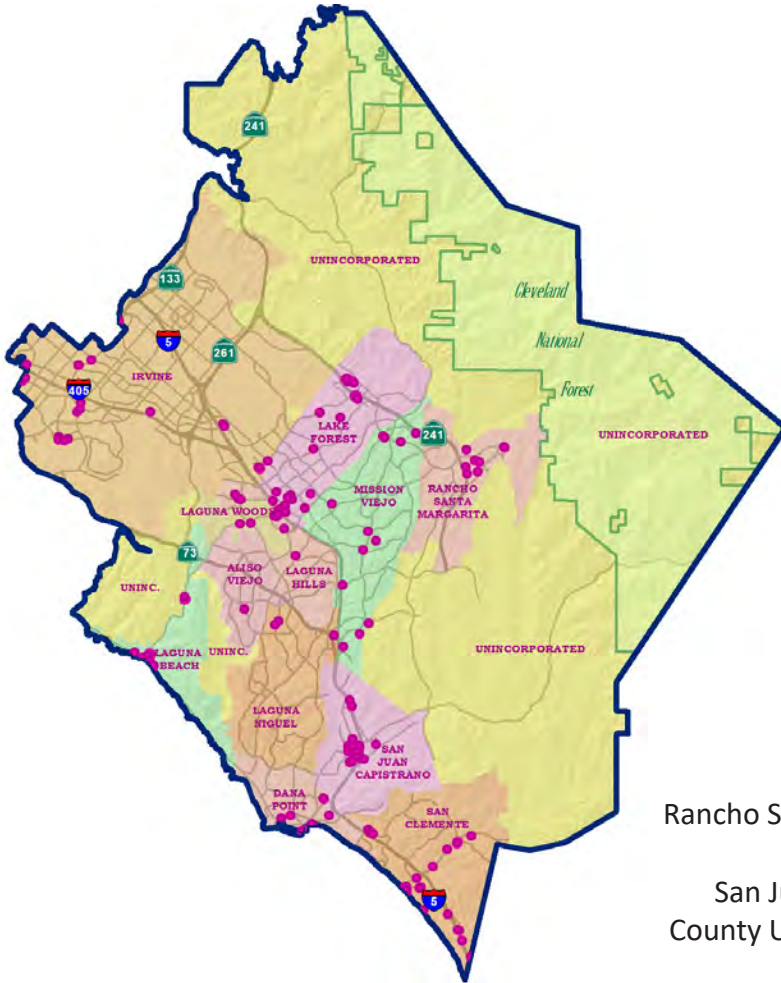 241
UNINCORPORATED
133
Cleveland
5
National
261
IRVINE
405
Forest
LAKE
FOREST
241
UNINCORPORATED
MISSION
VIEJO
RANCHO
SANTA
MARGARITA
LAGUNA WOODS
73
ALISO
VIEJO
LAGUNA
HILLS
UNINC.
LAGUNA
BEACH
UNINC.
UNINCORPORATED
LAGUNA
NIGUEL
SAN
JUAN
CAPISTRANO
DANA
POINT
SAN
CLEMENTE
Rancho S
San Ju
County U
5